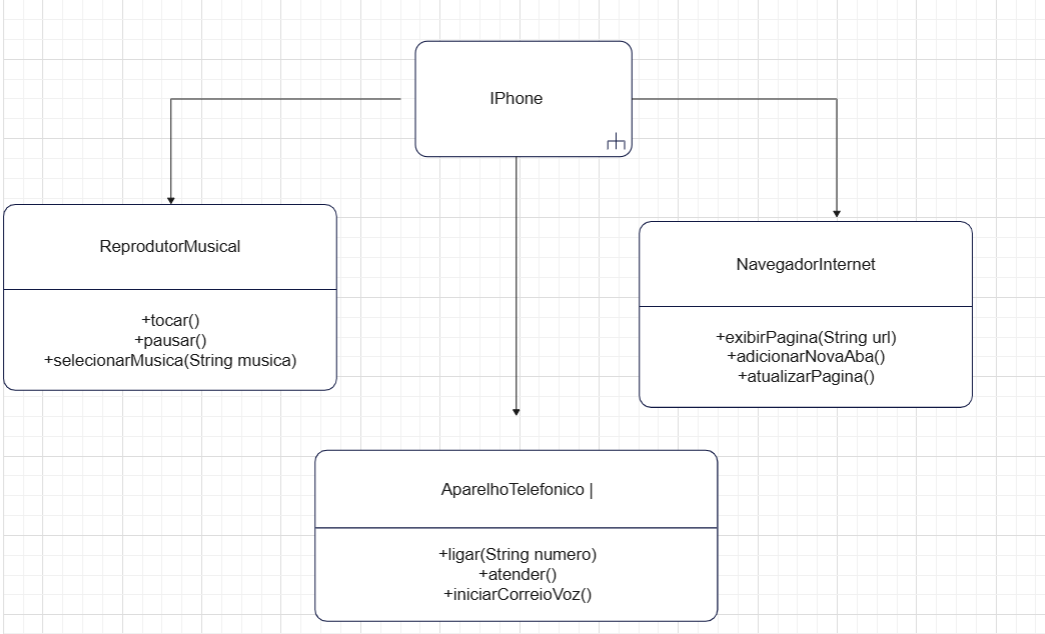 IPhone
ReprodutorMusical
+tocar()
+pausar()
+selecionarMusica(String musica)
NavegadorInternet
+exibirPagina(String url)
+adicionarNovaAba()
+atualizarPagina()
AparelhoTelefonico |
+ligar(String numero)
+atender()
+iniciarCorreioVoz()